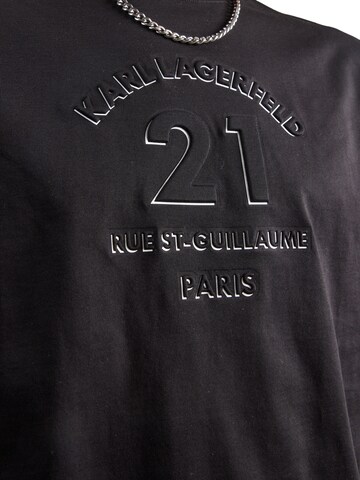 KARL LAGERFELD
21
RUE ST-GUILLAUME
PARIS